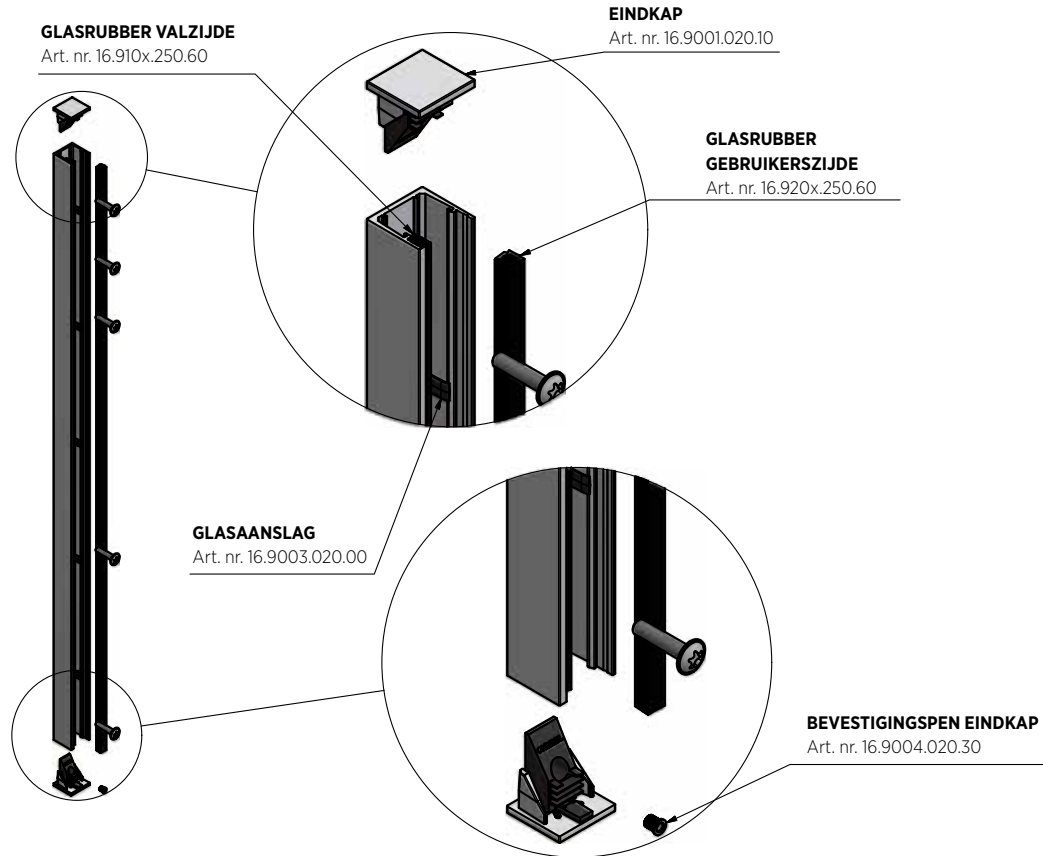 GLASRUBBER VALZIJDE
Art. nr. 16.910x.250.60
EINDKAP
Art. nr. 16.9001.020.10
GLASRUBBER
GEBRUIKERSZIJDE
Art. nr. 16.920x.250.60
GLASAANSLAG
Art. nr. 16.9003.020.00
BEVESTIGINGSPEN EINDKAP
Art. nr. 16.9004.020.30